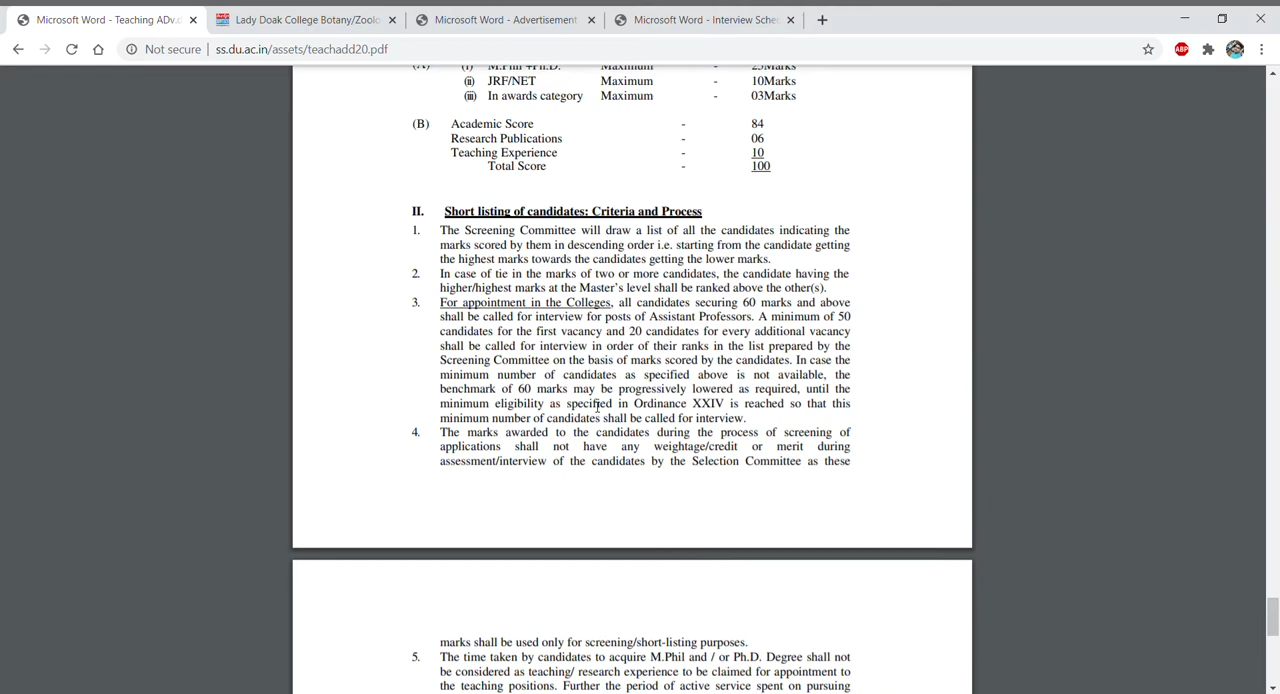 Microsoft Word - Teaching ADv.
Lady Doak College Botany/Zoolo
Microsoft Word - Advertisement
Microsoft Word - Interview Sche
Not secure | ss.du.ac.in/assets/teachadd20.pdf
ABP
(A) (i) M.Phil +Ph.D. Maximum - 25Marks
(ii) JRF/NET Maximum - 10Marks
(iii) In awards category Maximum - 03Marks
(B) Academic Score - 84
Research Publications - 06
Teaching Experience - 10
Total Score - 100
II. Short listing of candidates: Criteria and Process
1. The Screening Committee will draw a list of all the candidates indicating the
marks scored by them in descending order i.e. starting from the candidate getting
the highest marks towards the candidates getting the lower marks.
2. In case of tie in the marks of two or more candidates, the candidate having the
higher/highest marks at the Master's level shall be ranked above the other(s).
3. For appointment in the Colleges, all candidates securing 60 marks and above
shall be called for interview for posts of Assistant Professors. A minimum of 50
candidates for the first vacancy and 20 candidates for every additional vacancy
shall be called for interview in order of their ranks in the list prepared by the
Screening Committee on the basis of marks scored by the candidates. In case the
minimum number of candidates as specified above is not available, the
benchmark of 60 marks may be progressively lowered as required, until the
minimum eligibility as specified in Ordinance XXIV is reached so that this
minimum number of candidates shall be called for interview.
4. The marks awarded to the candidates during the process of screening of
applications shall not have any weightage/credit or merit during
assessment/interview of the candidates by the Selection Committee as these
marks shall be used only for screening/short-listing purposes.
5. The time taken by candidates to acquire M.Phil and / or Ph.D. Degree shall not
be considered as teaching/ research experience to be claimed for appointment to
the teaching positions. Further the period of active service spent on pursuing